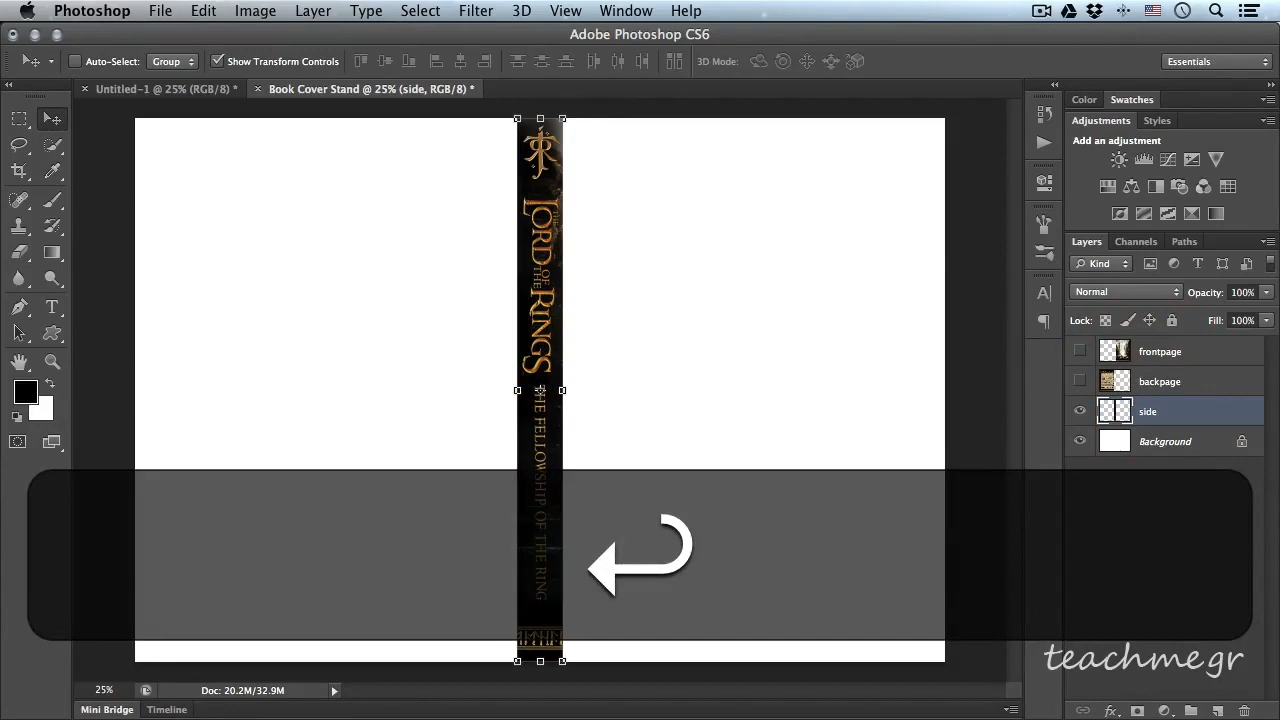 Photoshop File Edit Image Layer Type Select Filter 3D View Window Help
Adobe Photoshop CS6
Auto-Select: Group Show Transform Controls 3D Mode: Essentials
Untitled-1 @ 25% (RGB/8) * Book Cover Stand @ 25% (side, RGB/8) *
Color Swatches
Adjustments Styles
Add an adjustment
Layers Channels Paths
Kind
Normal Opacity: 100%
Lock: Fill: 100%
frontpage
backpage
side
Background
THE LORD OF THE RINGS
THE FELLOWSHIP OF THE RING
teachme.gr
25% Doc: 20.2M/32.9M
Mini Bridge Timeline